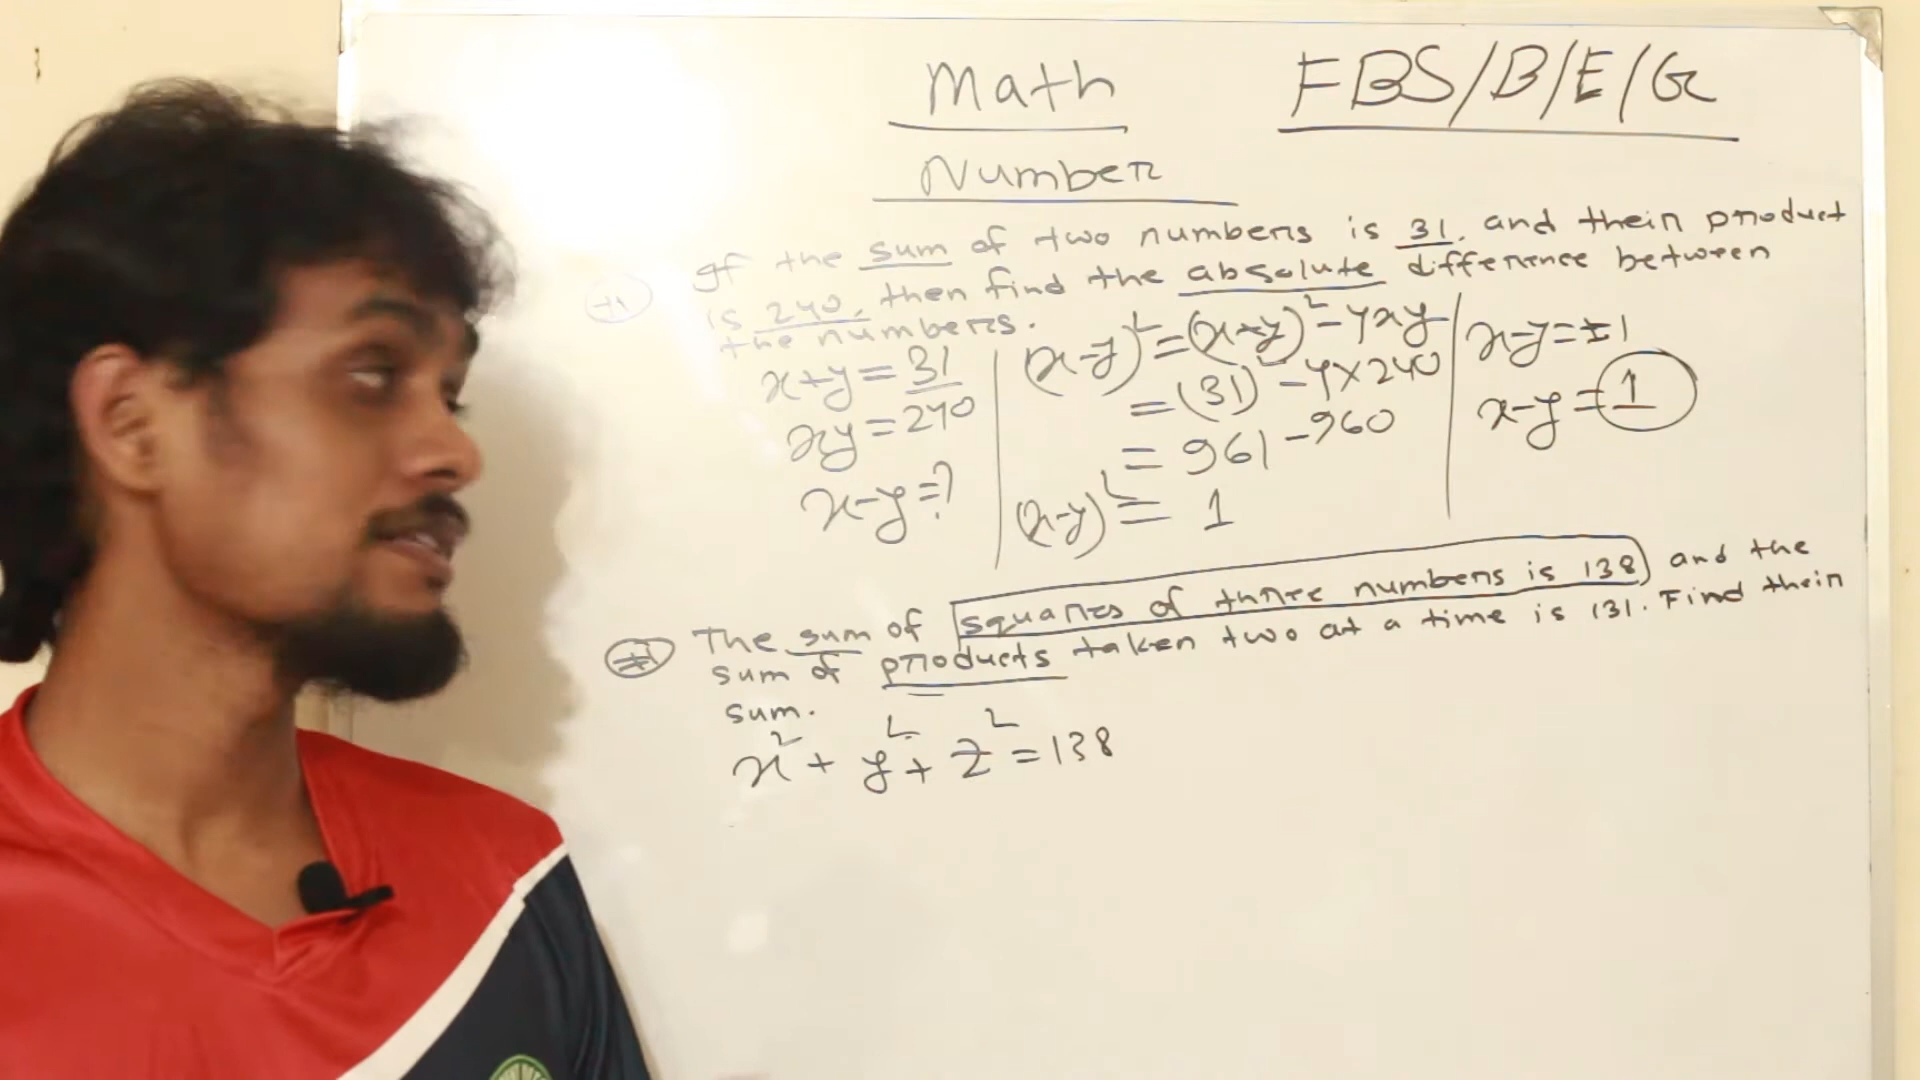 Math
FBS/B/E/G
Number
If the sum of two numbers is 31, and their product
is 240, then find the absolute difference between
the numbers.
x+y=31
xy=240
x-y=?
(x-y)²=(x+y)²-4xy
=(31)²-4×240
= 961-960
(x-y)²= 1
x-y=±1
x-y=1
The sum of squares of three numbers is 138 and the
sum of products taken two at a time is 131. Find their
sum.
x²+ y²+ z²=138